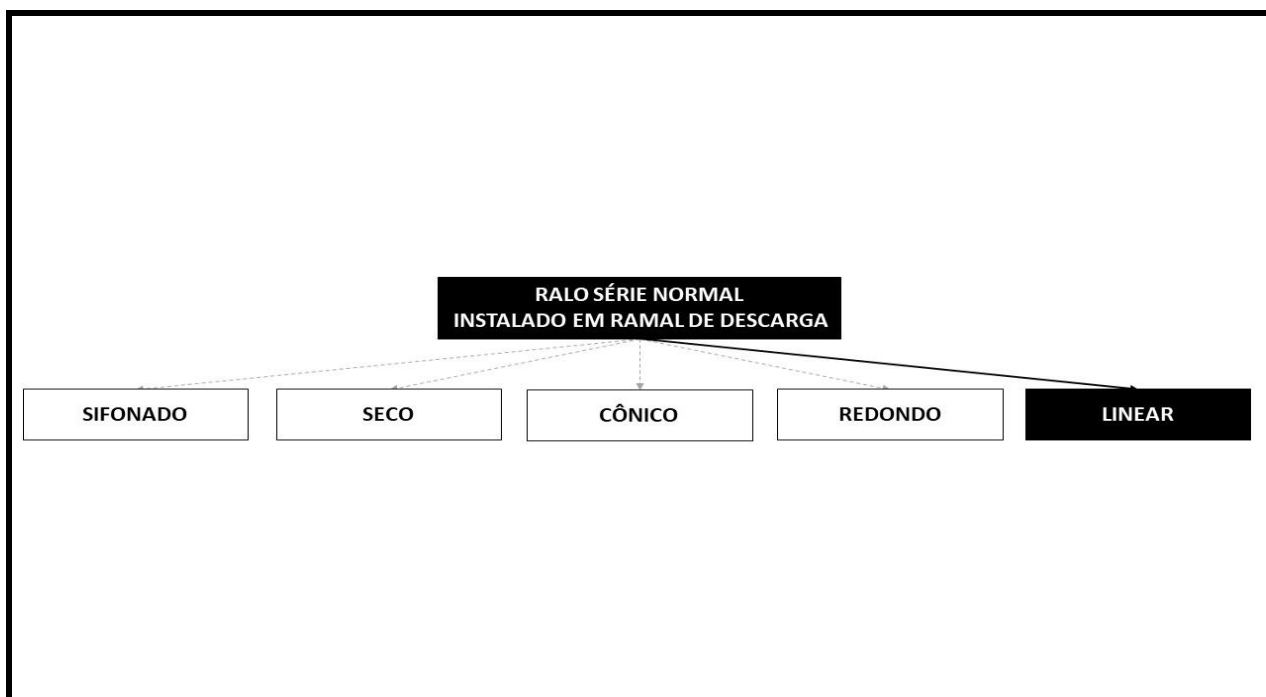 RALO SÉRIE NORMAL
INSTALADO EM RAMAL DE DESCARGA
SIFONADO
SECO
CÔNICO
REDONDO
LINEAR